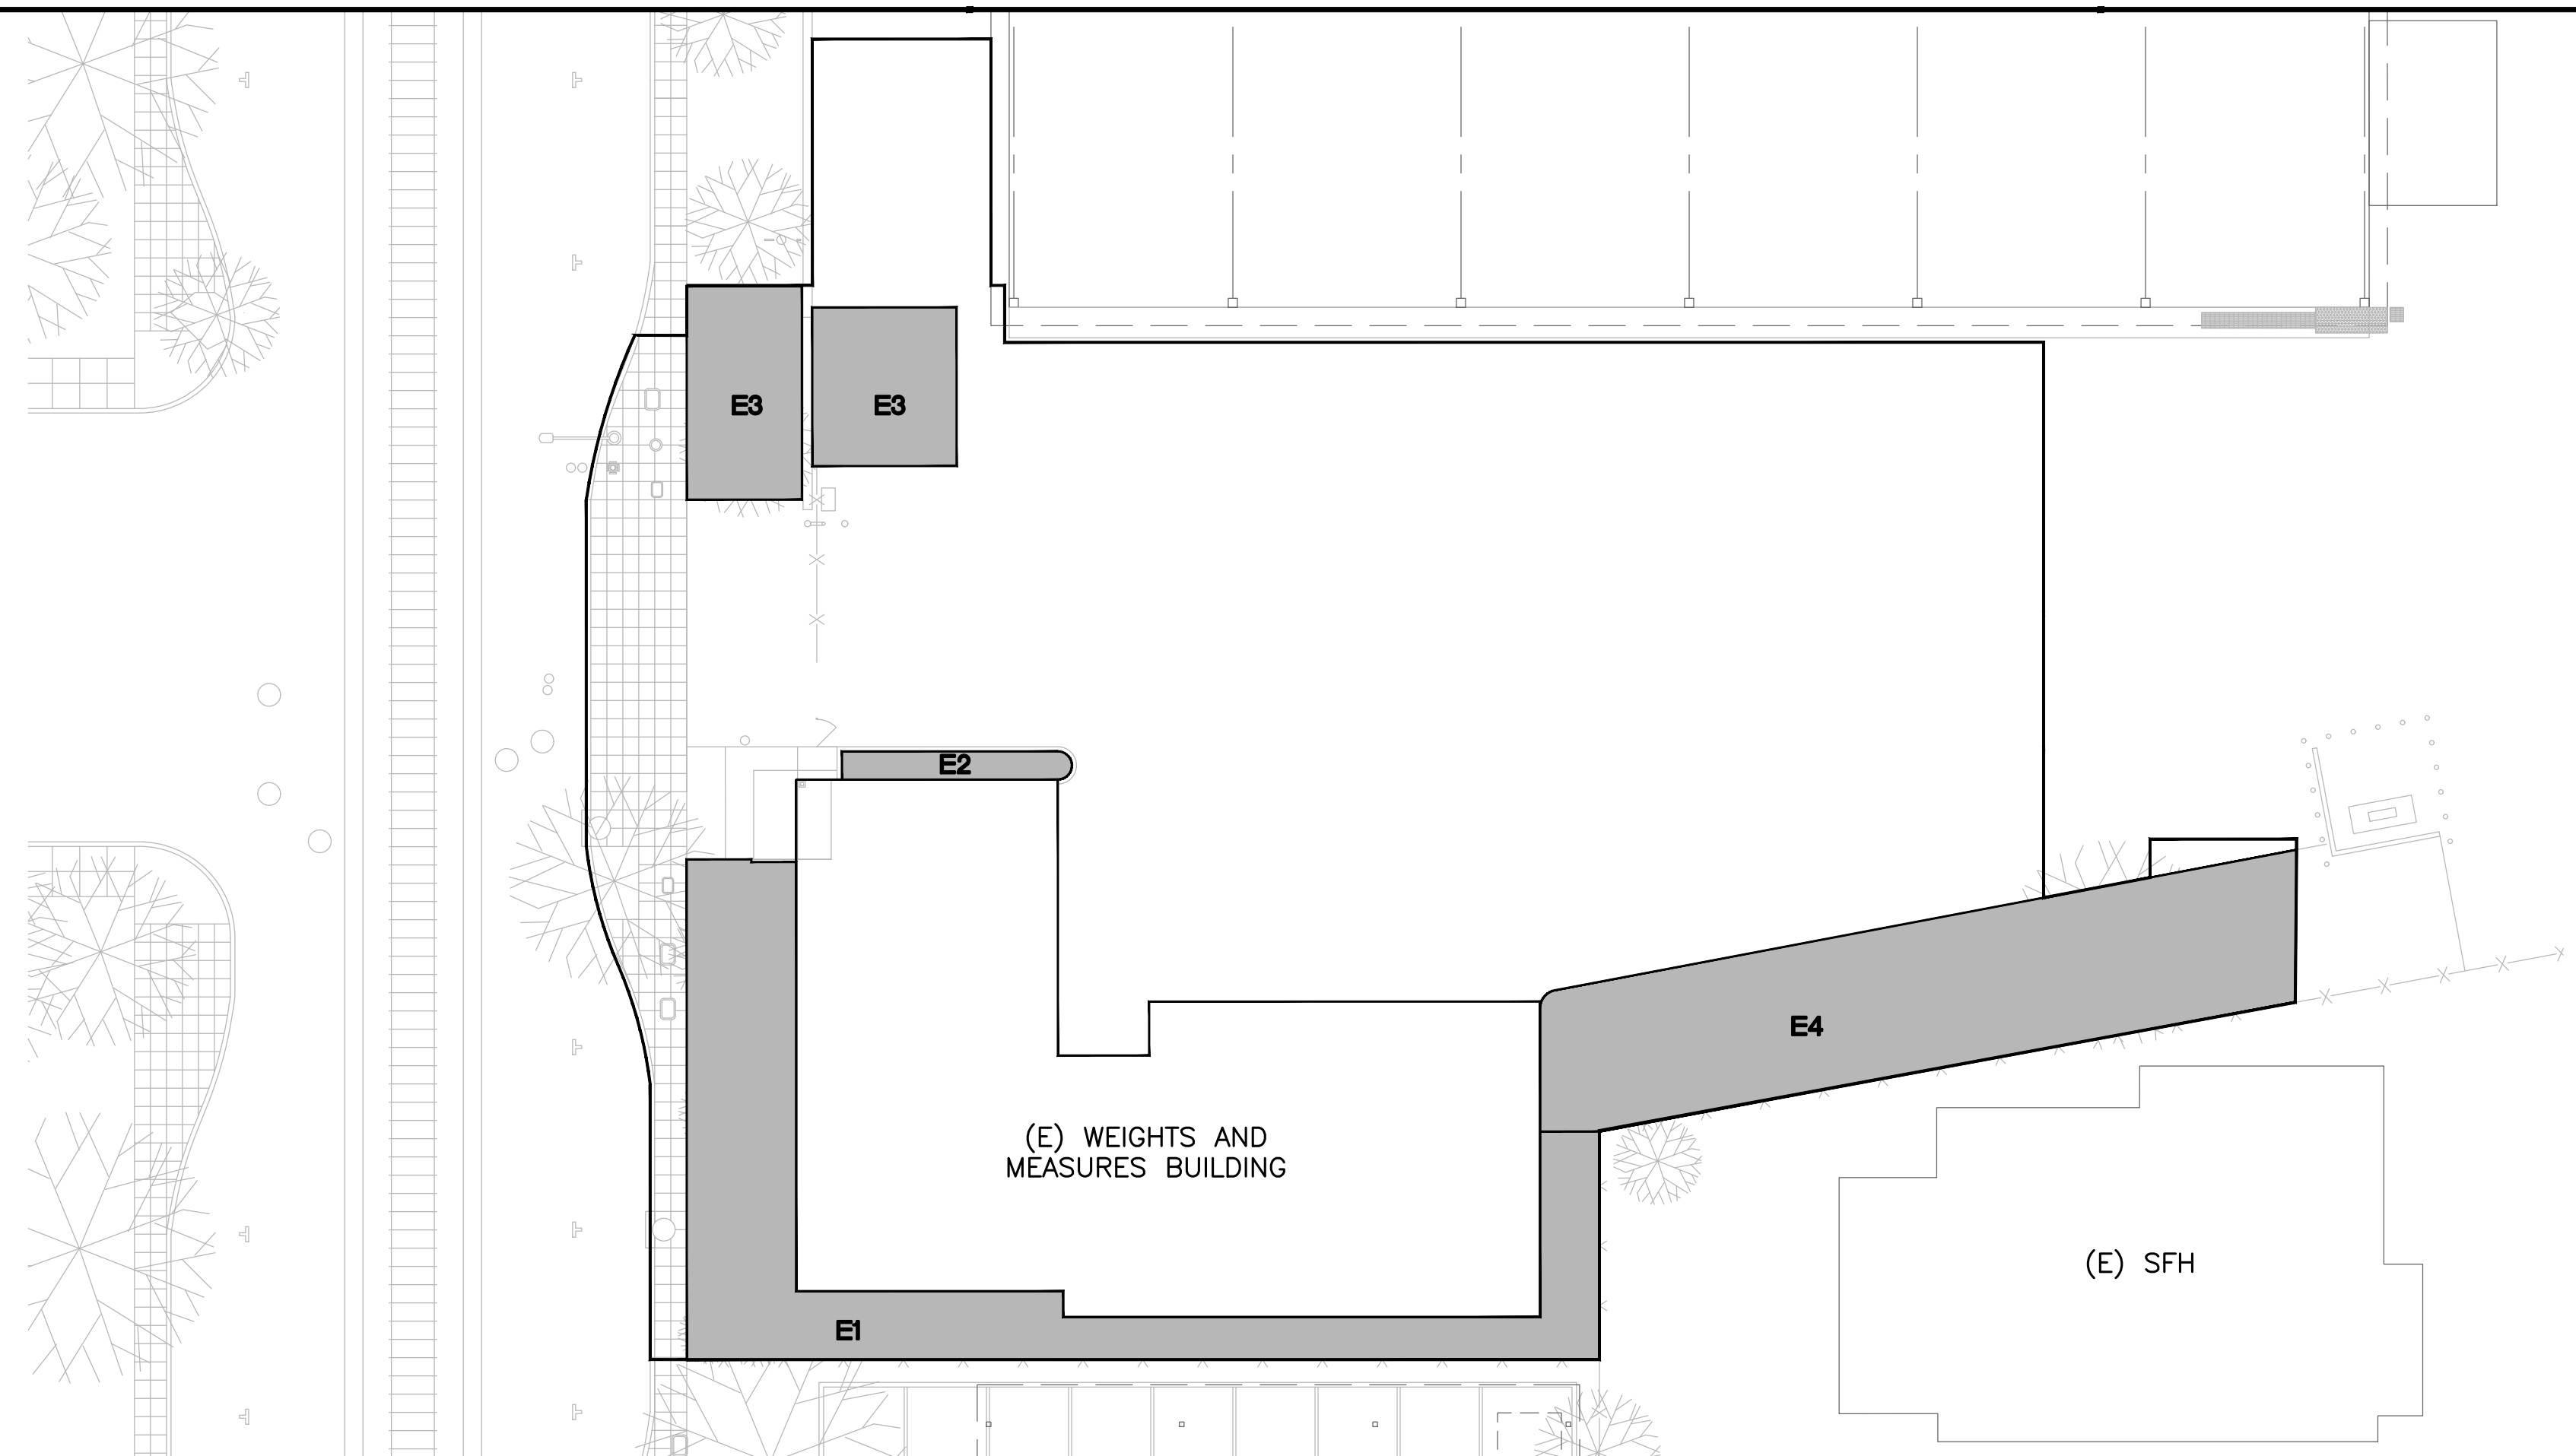 E3
E3
E2
E4
(E) WEIGHTS AND
MEASURES BUILDING
(E) SFH
E1